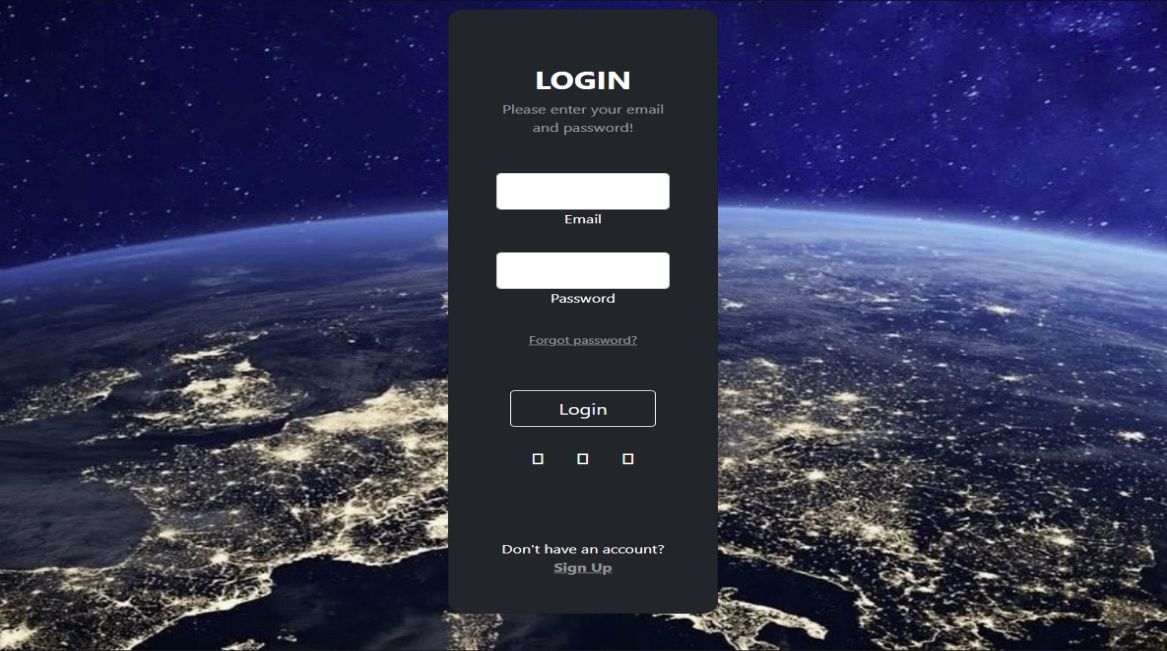 LOGIN
Please enter your email
and password!
Email
Password
Forgot password?
Login
Don't have an account?
Sign Up